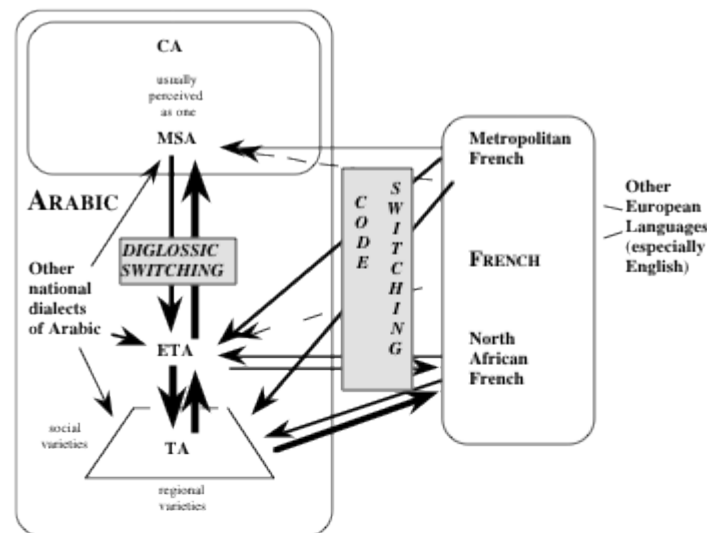 CA
usually
perceived
as one
MSA
ARABIC
DIGLOSSIC
SWITCHING
Other
national
dialects
of Arabic
ETA
social
varieties
TA
regional
varieties
CODE
SWITCHING
Metropolitan
French
FRENCH
North
African
French
Other
European
Languages
(especially
English)